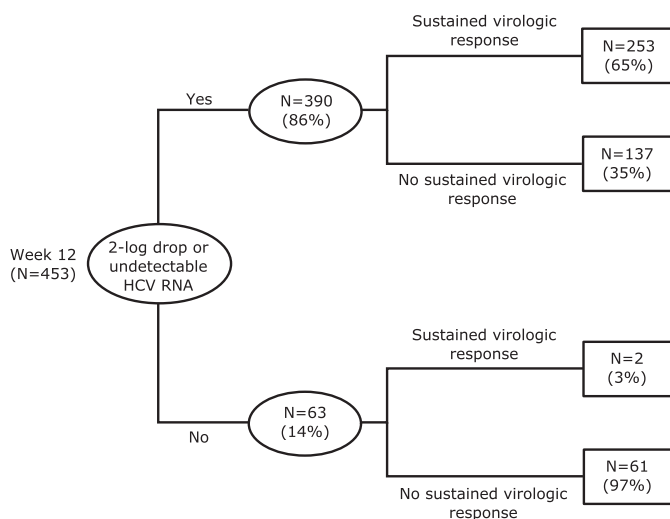 Week 12
(N=453)
2-log drop or
undetectable
HCV RNA
Yes
N=390
(86%)
Sustained virologic
response
N=253
(65%)
No sustained virologic
response
N=137
(35%)
No
N=63
(14%)
Sustained virologic
response
N=2
(3%)
No sustained virologic
response
N=61
(97%)